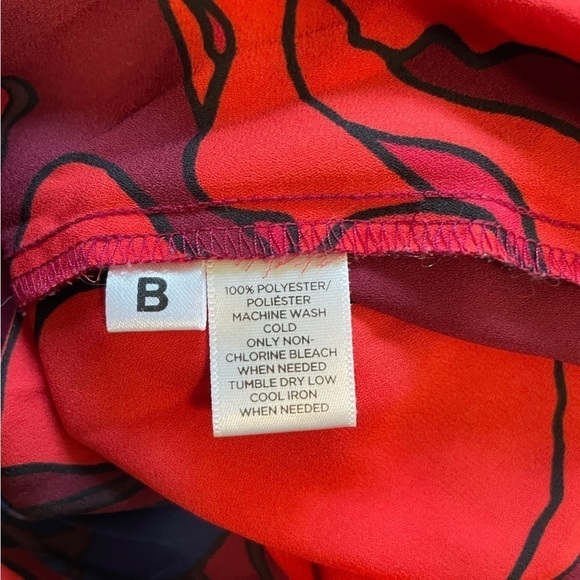 B
100% POLYESTER/
POLIÉSTER
MACHINE WASH
COLD
ONLY NON-
CHLORINE BLEACH
WHEN NEEDED
TUMBLE DRY LOW
COOL IRON
WHEN NEEDED